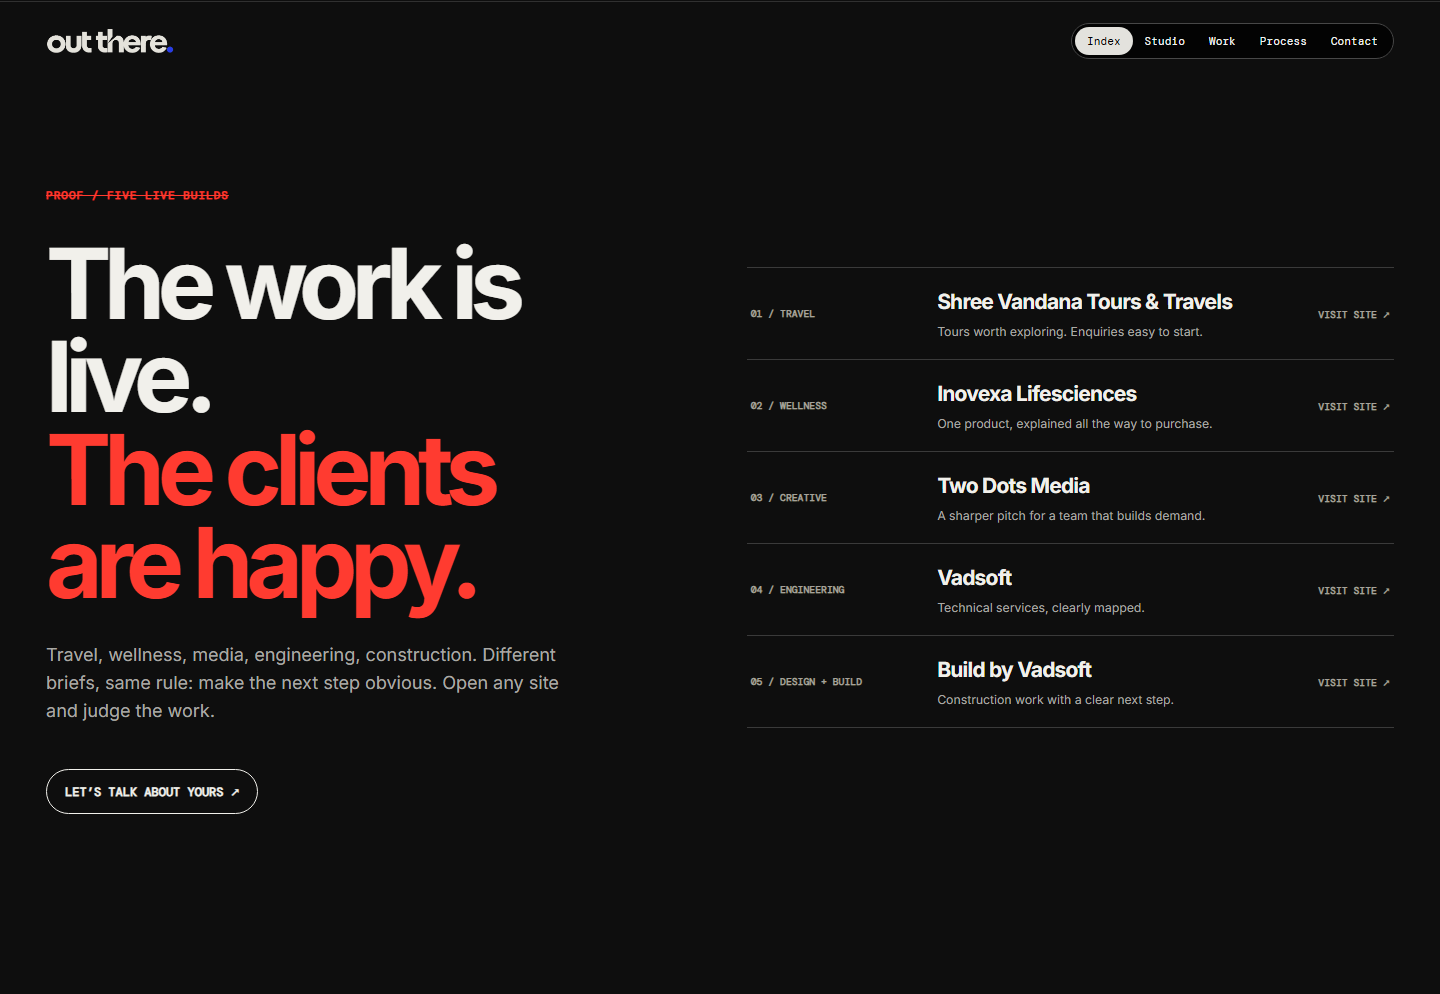 out there.
Index Studio Work Process Contact
PROOF / FIVE LIVE BUILDS
The work is
live.
The clients
are happy.
Travel, wellness, media, engineering, construction. Different
briefs, same rule: make the next step obvious. Open any site
and judge the work.
LET’S TALK ABOUT YOURS ↗
01 / TRAVEL
Shree Vandana Tours & Travels
Tours worth exploring. Enquiries easy to start.
VISIT SITE ↗
02 / WELLNESS
Inovexa Lifesciences
One product, explained all the way to purchase.
VISIT SITE ↗
03 / CREATIVE
Two Dots Media
A sharper pitch for a team that builds demand.
VISIT SITE ↗
04 / ENGINEERING
Vadsoft
Technical services, clearly mapped.
VISIT SITE ↗
05 / DESIGN + BUILD
Build by Vadsoft
Construction work with a clear next step.
VISIT SITE ↗